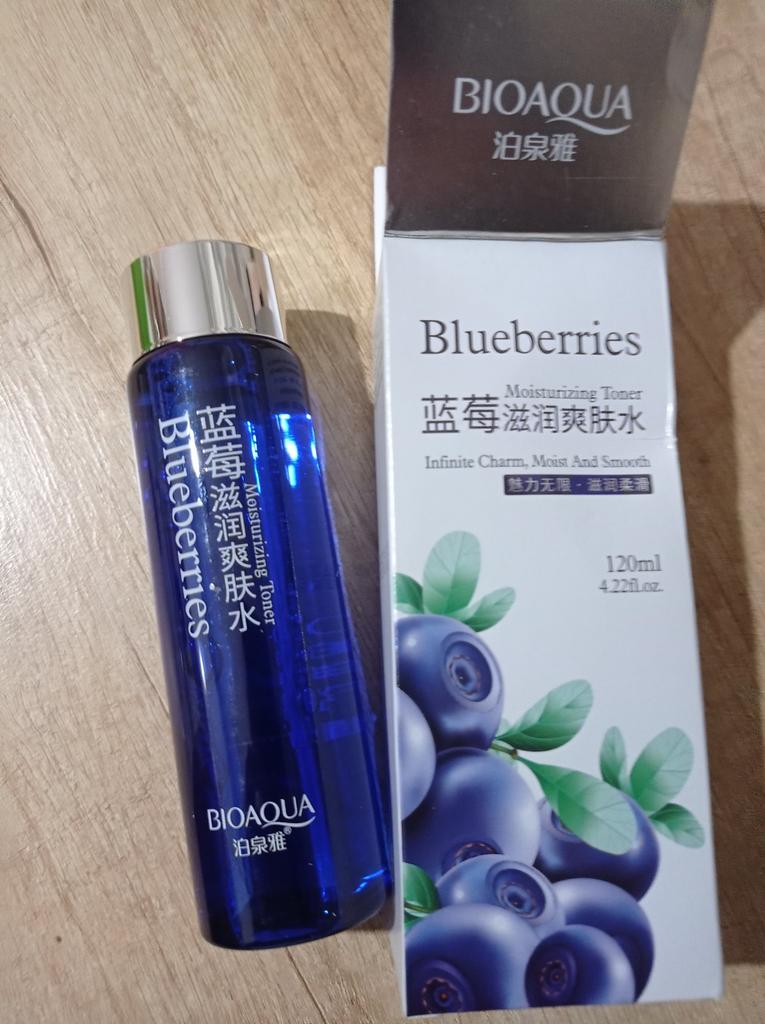 BIOAQUA
泊泉雅
Blueberries
Moisturizing Toner
蓝莓滋润爽肤水
Infinite Charm, Moist And Smooth
魅力无限·滋润柔滑
120ml
4.22fl.oz.
Moisturizing Toner
蓝莓滋润爽肤水
Blueberries
BIOAQUA
泊泉雅®